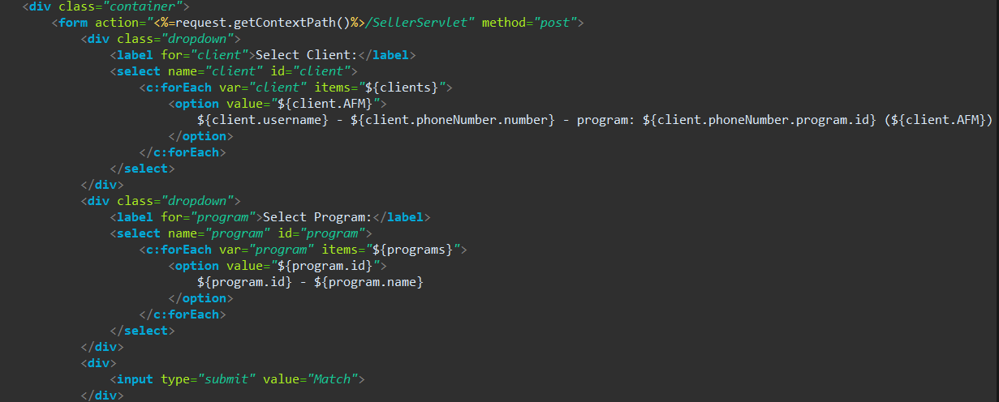 <div class="container">
<form action="<%=request.getContextPath()%>/SellerServlet" method="post">
<div class="dropdown">
<label for="client">Select Client:</label>
<select name="client" id="client">
<c:forEach var="client" items="${clients}">
<option value="${client.AFM}">
${client.username} - ${client.phoneNumber.number} - program: ${client.phoneNumber.program.id} (${client.AFM})
</option>
</c:forEach>
</select>
</div>
<div class="dropdown">
<label for="program">Select Program:</label>
<select name="program" id="program">
<c:forEach var="program" items="${programs}">
<option value="${program.id}">
${program.id} - ${program.name}
</option>
</c:forEach>
</select>
</div>
<div>
<input type="submit" value="Match">
</div>